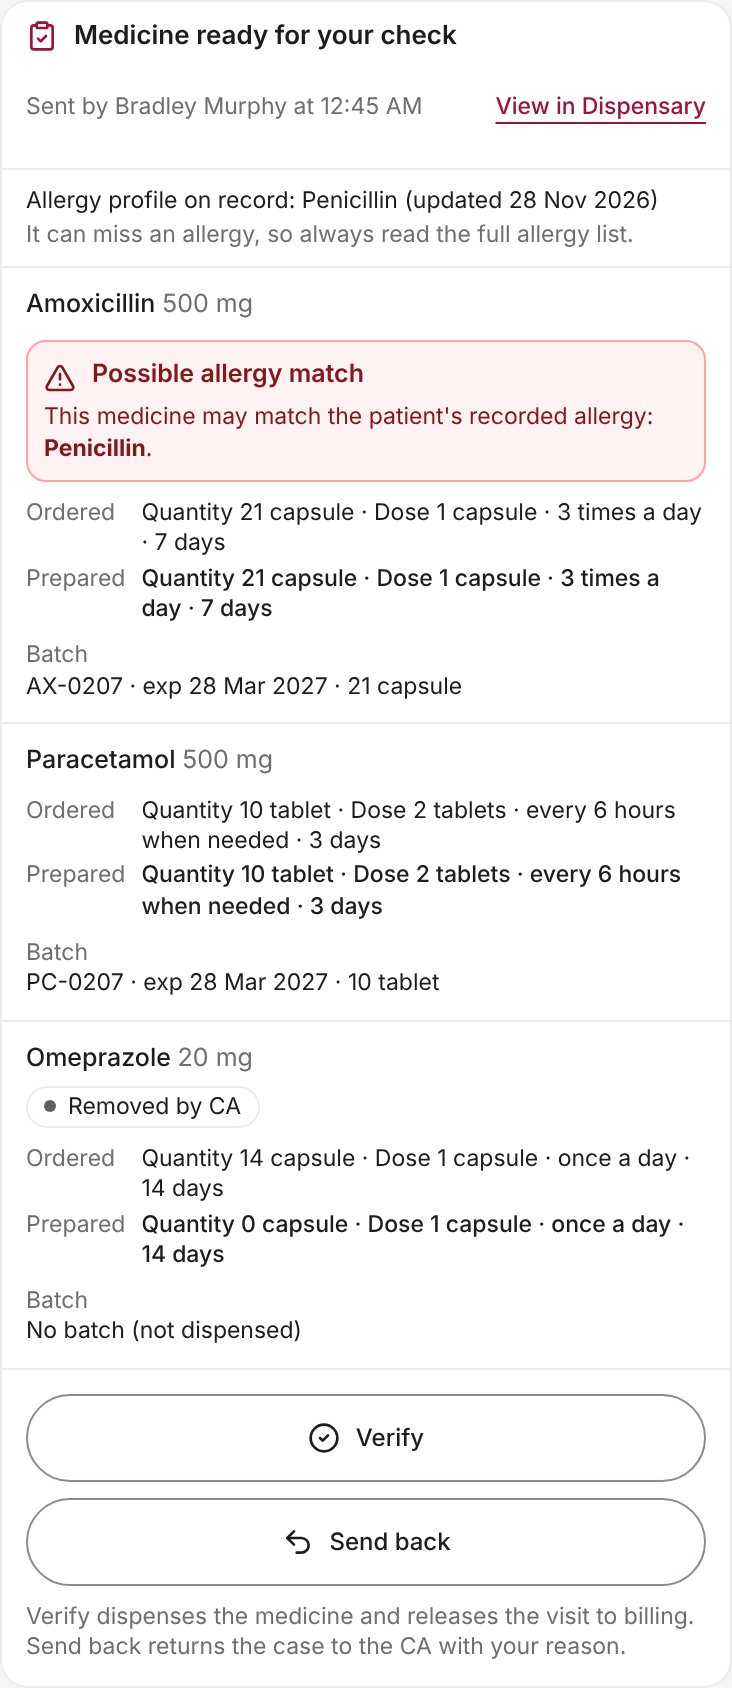 Medicine ready for your check
Sent by Bradley Murphy at 12:45 AM
View in Dispensary
Allergy profile on record: Penicillin (updated 28 Nov 2026)
It can miss an allergy, so always read the full allergy list.
Amoxicillin 500 mg
Possible allergy match
This medicine may match the patient's recorded allergy:
Penicillin.
Ordered Quantity 21 capsule · Dose 1 capsule · 3 times a day
· 7 days
Prepared Quantity 21 capsule · Dose 1 capsule · 3 times a
day · 7 days
Batch
AX-0207 · exp 28 Mar 2027 · 21 capsule
Paracetamol 500 mg
Ordered Quantity 10 tablet · Dose 2 tablets · every 6 hours
when needed · 3 days
Prepared Quantity 10 tablet · Dose 2 tablets · every 6 hours
when needed · 3 days
Batch
PC-0207 · exp 28 Mar 2027 · 10 tablet
Omeprazole 20 mg
Removed by CA
Ordered Quantity 14 capsule · Dose 1 capsule · once a day ·
14 days
Prepared Quantity 0 capsule · Dose 1 capsule · once a day ·
14 days
Batch
No batch (not dispensed)
Verify
Send back
Verify dispenses the medicine and releases the visit to billing.
Send back returns the case to the CA with your reason.